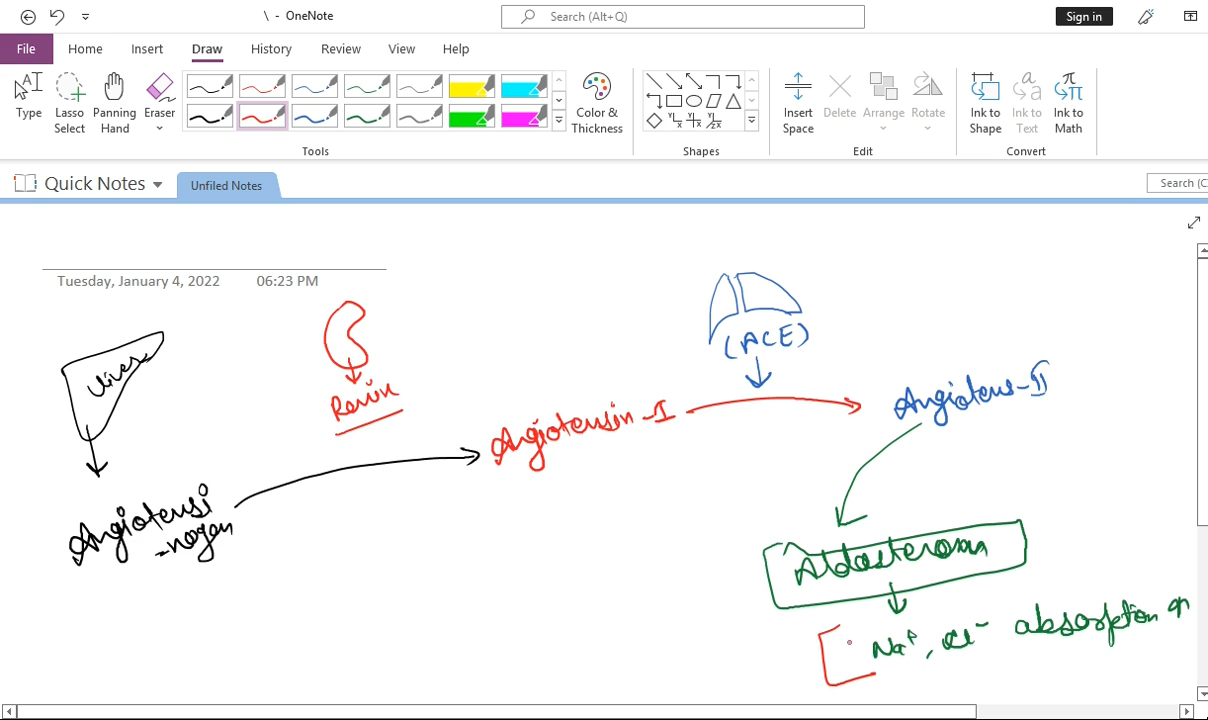 \ - OneNote
Search (Alt+Q)
Sign in
File Home Insert Draw History Review View Help
Type
Lasso Select
Panning Hand
Eraser
Color & Thickness
Insert Space
Delete
Arrange
Rotate
Ink to Shape
Ink to Text
Ink to Math
Tools
Shapes
Edit
Convert
Quick Notes
Unfiled Notes
Search (C
Tuesday, January 4, 2022 06:23 PM
Liver
Renin
(ACE)
Angiotensi
-nogen
Angiotensin-I
Angiotens-II
Aldosteron
Na+, Cl- absorption